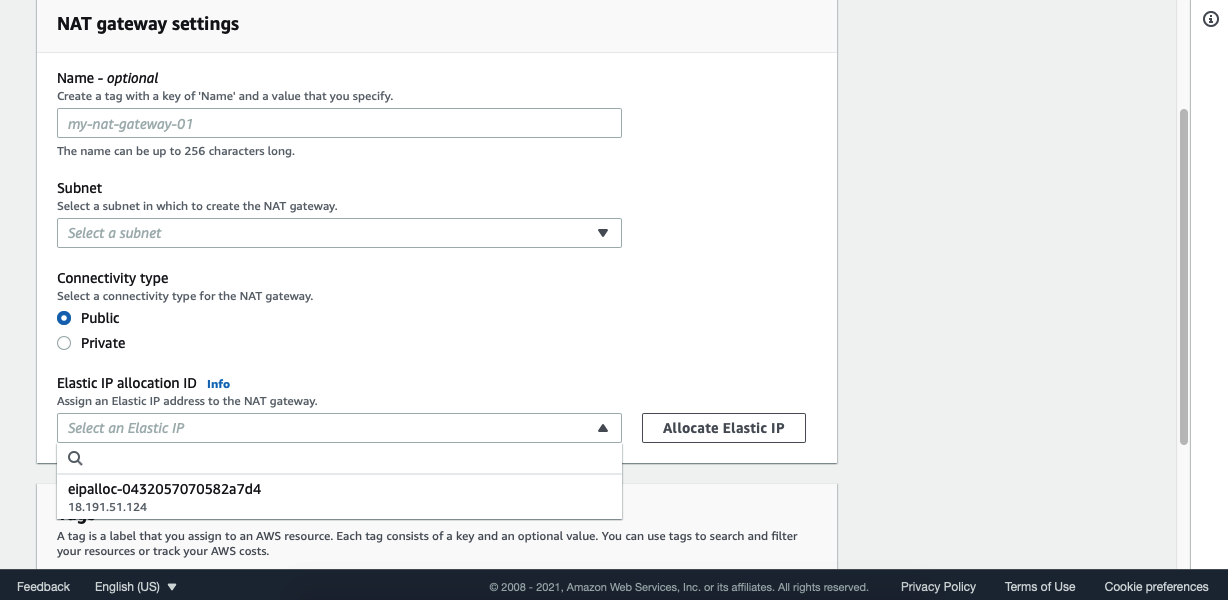 NAT gateway settings
Name - optional
Create a tag with a key of 'Name' and a value that you specify.
my-nat-gateway-01
The name can be up to 256 characters long.
Subnet
Select a subnet in which to create the NAT gateway.
Select a subnet
Connectivity type
Select a connectivity type for the NAT gateway.
Public
Private
Elastic IP allocation ID Info
Assign an Elastic IP address to the NAT gateway.
Select an Elastic IP
Allocate Elastic IP
eipalloc-0432057070582a7d4
18.191.51.124
A tag is a label that you assign to an AWS resource. Each tag consists of a key and an optional value. You can use tags to search and filter
your resources or track your AWS costs.
Feedback English (US) © 2008 - 2021, Amazon Web Services, Inc. or its affiliates. All rights reserved. Privacy Policy Terms of Use Cookie preferences